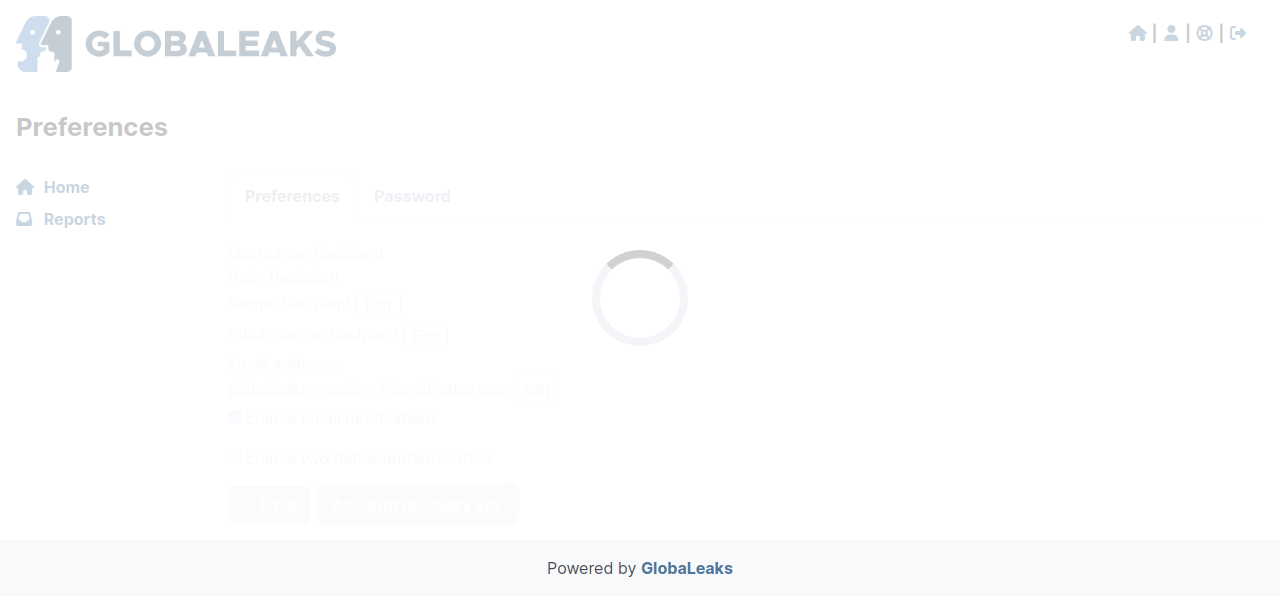 GLOBALEAKS
| | |
Preferences
Home
Reports
Preferences Password
Username: Recipient
Role: Recipient
Name: Recipient Edit
Public name: Recipient Edit
Email address:
globaleaks-receiver1@mailinator.com Edit
Enable email notifications
Enable two factor authentication
Save Account recovery key
Powered by GlobaLeaks